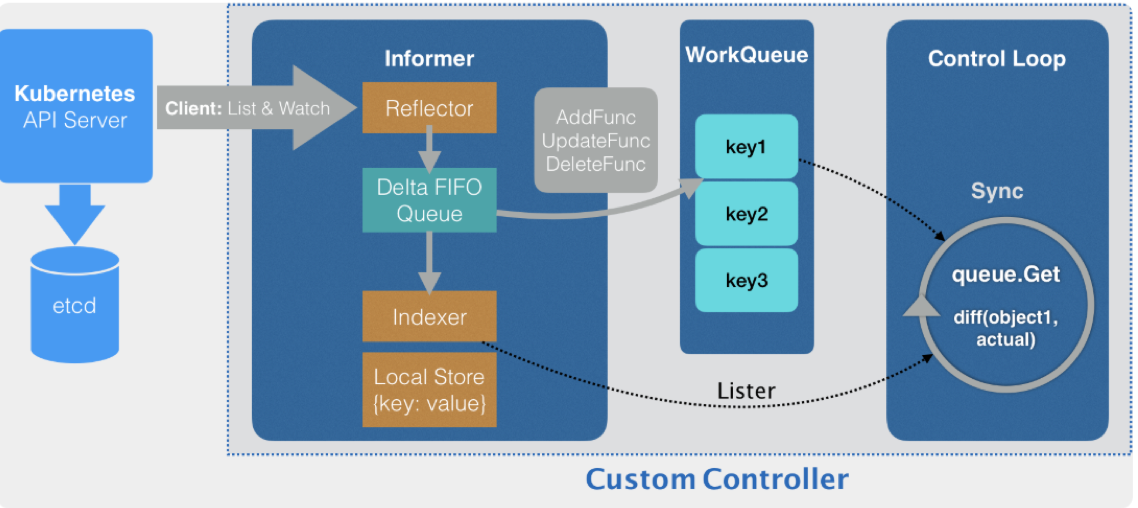 Kubernetes
API Server
etcd
Client: List & Watch
Informer
Reflector
Delta FIFO
Queue
Indexer
Local Store
{key: value}
AddFunc
UpdateFunc
DeleteFunc
WorkQueue
key1
key2
key3
Control Loop
Sync
queue.Get
diff(object1,
actual)
Lister
Custom Controller